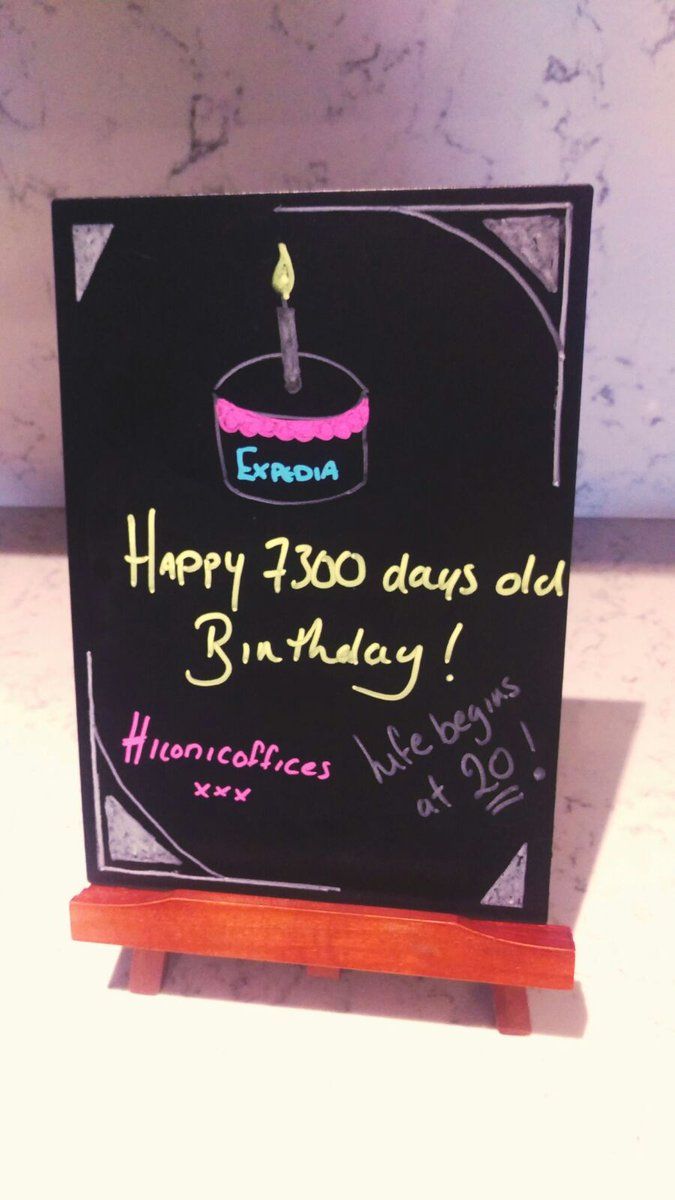 EXPEDIA
HAPPY 7300 days old
Birthday!
#iconicoffices
xxx
Life begins
at 20!